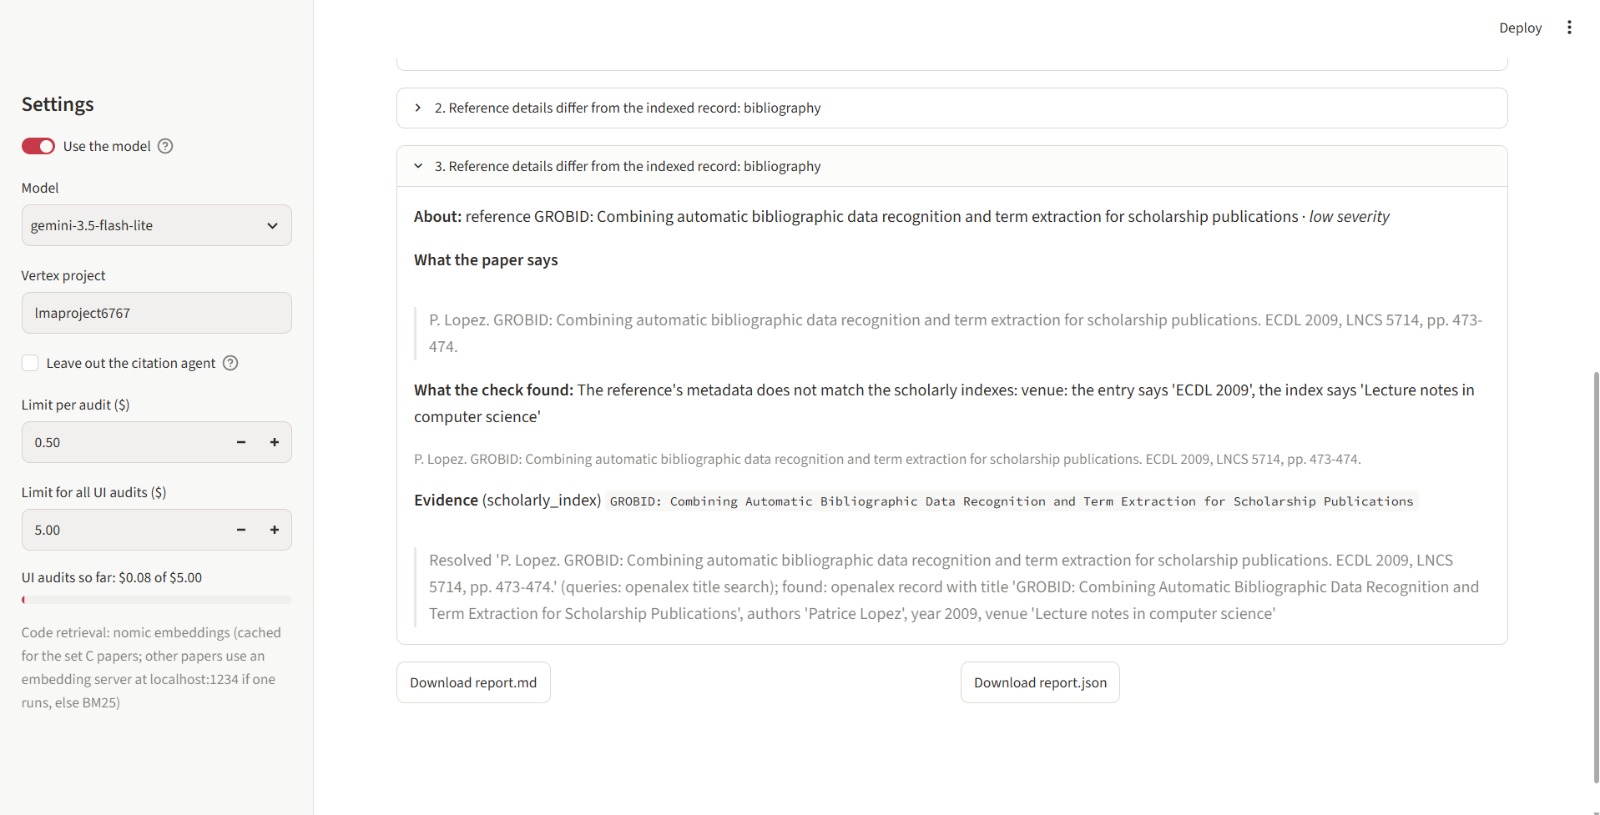 Deploy
Settings
Use the model
Model
gemini-3.5-flash-lite
Vertex project
lmaproject6767
Leave out the citation agent
Limit per audit ($)
0.50
Limit for all UI audits ($)
5.00
UI audits so far: $0.08 of $5.00
Code retrieval: nomic embeddings (cached
for the set C papers; other papers use an
embedding server at localhost:1234 if one
runs, else BM25)
2. Reference details differ from the indexed record: bibliography
3. Reference details differ from the indexed record: bibliography
About: reference GROBID: Combining automatic bibliographic data recognition and term extraction for scholarship publications · low severity
What the paper says
P. Lopez. GROBID: Combining automatic bibliographic data recognition and term extraction for scholarship publications. ECDL 2009, LNCS 5714, pp. 473-
474.
What the check found: The reference's metadata does not match the scholarly indexes: venue: the entry says 'ECDL 2009', the index says 'Lecture notes in
computer science'
P. Lopez. GROBID: Combining automatic bibliographic data recognition and term extraction for scholarship publications. ECDL 2009, LNCS 5714, pp. 473-474.
Evidence (scholarly_index) GROBID: Combining Automatic Bibliographic Data Recognition and Term Extraction for Scholarship Publications
Resolved 'P. Lopez. GROBID: Combining automatic bibliographic data recognition and term extraction for scholarship publications. ECDL 2009, LNCS
5714, pp. 473-474.' (queries: openalex title search); found: openalex record with title 'GROBID: Combining Automatic Bibliographic Data Recognition and
Term Extraction for Scholarship Publications', authors 'Patrice Lopez', year 2009, venue 'Lecture notes in computer science'
Download report.md
Download report.json